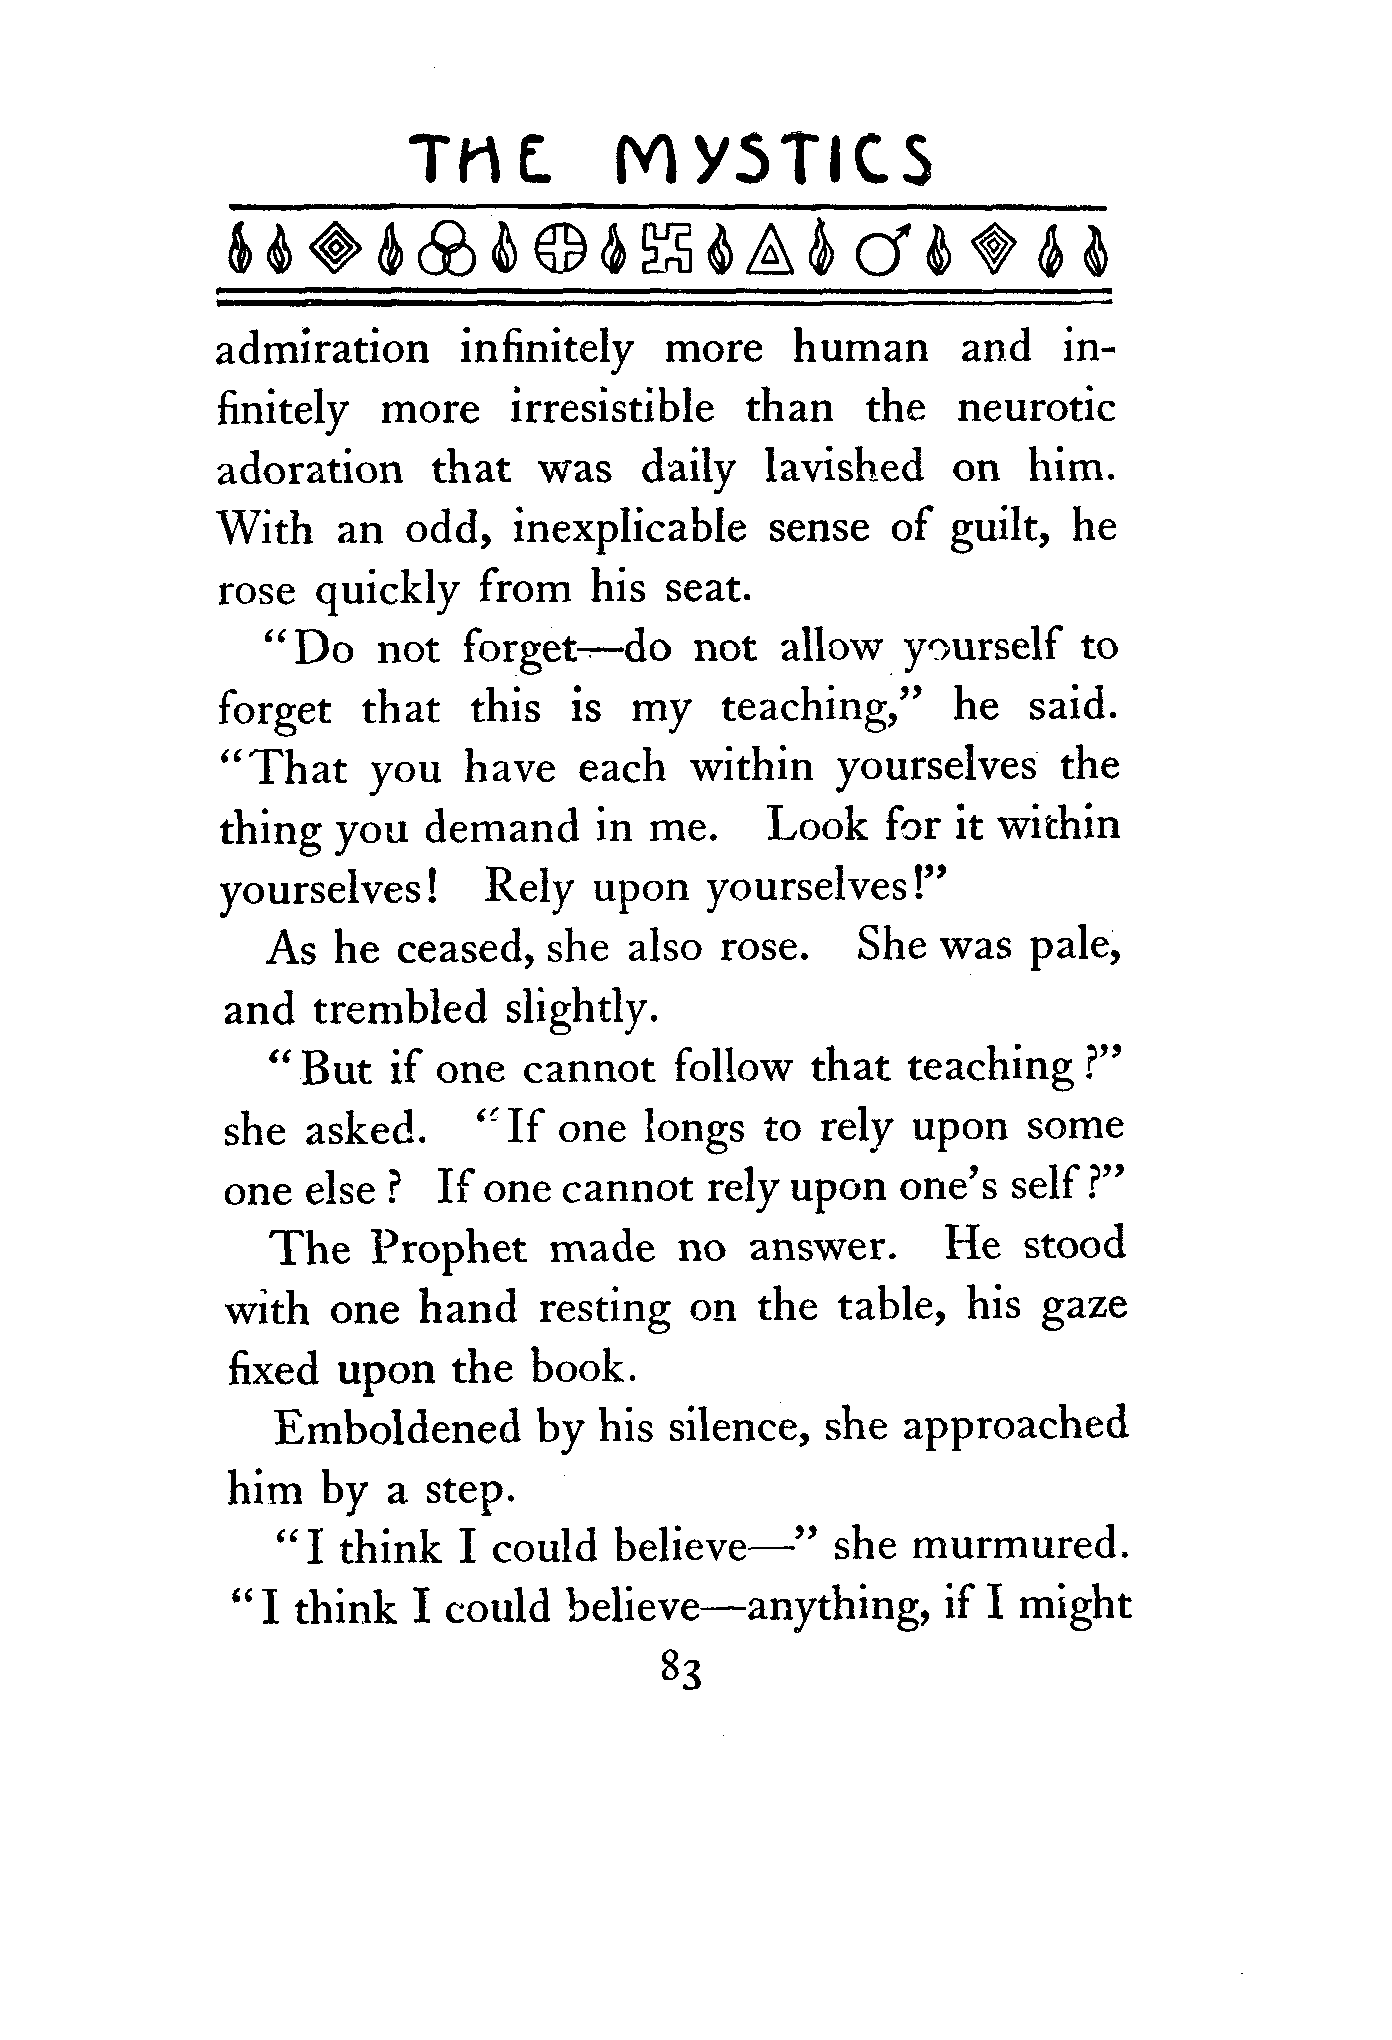 THE MYSTICS
admiration infinitely more human and in-
finitely more irresistible than the neurotic
adoration that was daily lavished on him.
With an odd, inexplicable sense of guilt, he
rose quickly from his seat.
"Do not forget—do not allow yourself to
forget that this is my teaching," he said.
"That you have each within yourselves the
thing you demand in me. Look for it within
yourselves! Rely upon yourselves!"
As he ceased, she also rose. She was pale,
and trembled slightly.
"But if one cannot follow that teaching?"
she asked. "If one longs to rely upon some
one else? If one cannot rely upon one's self?"
The Prophet made no answer. He stood
with one hand resting on the table, his gaze
fixed upon the book.
Emboldened by his silence, she approached
him by a step.
"I think I could believe—" she murmured.
"I think I could believe—anything, if I might
83